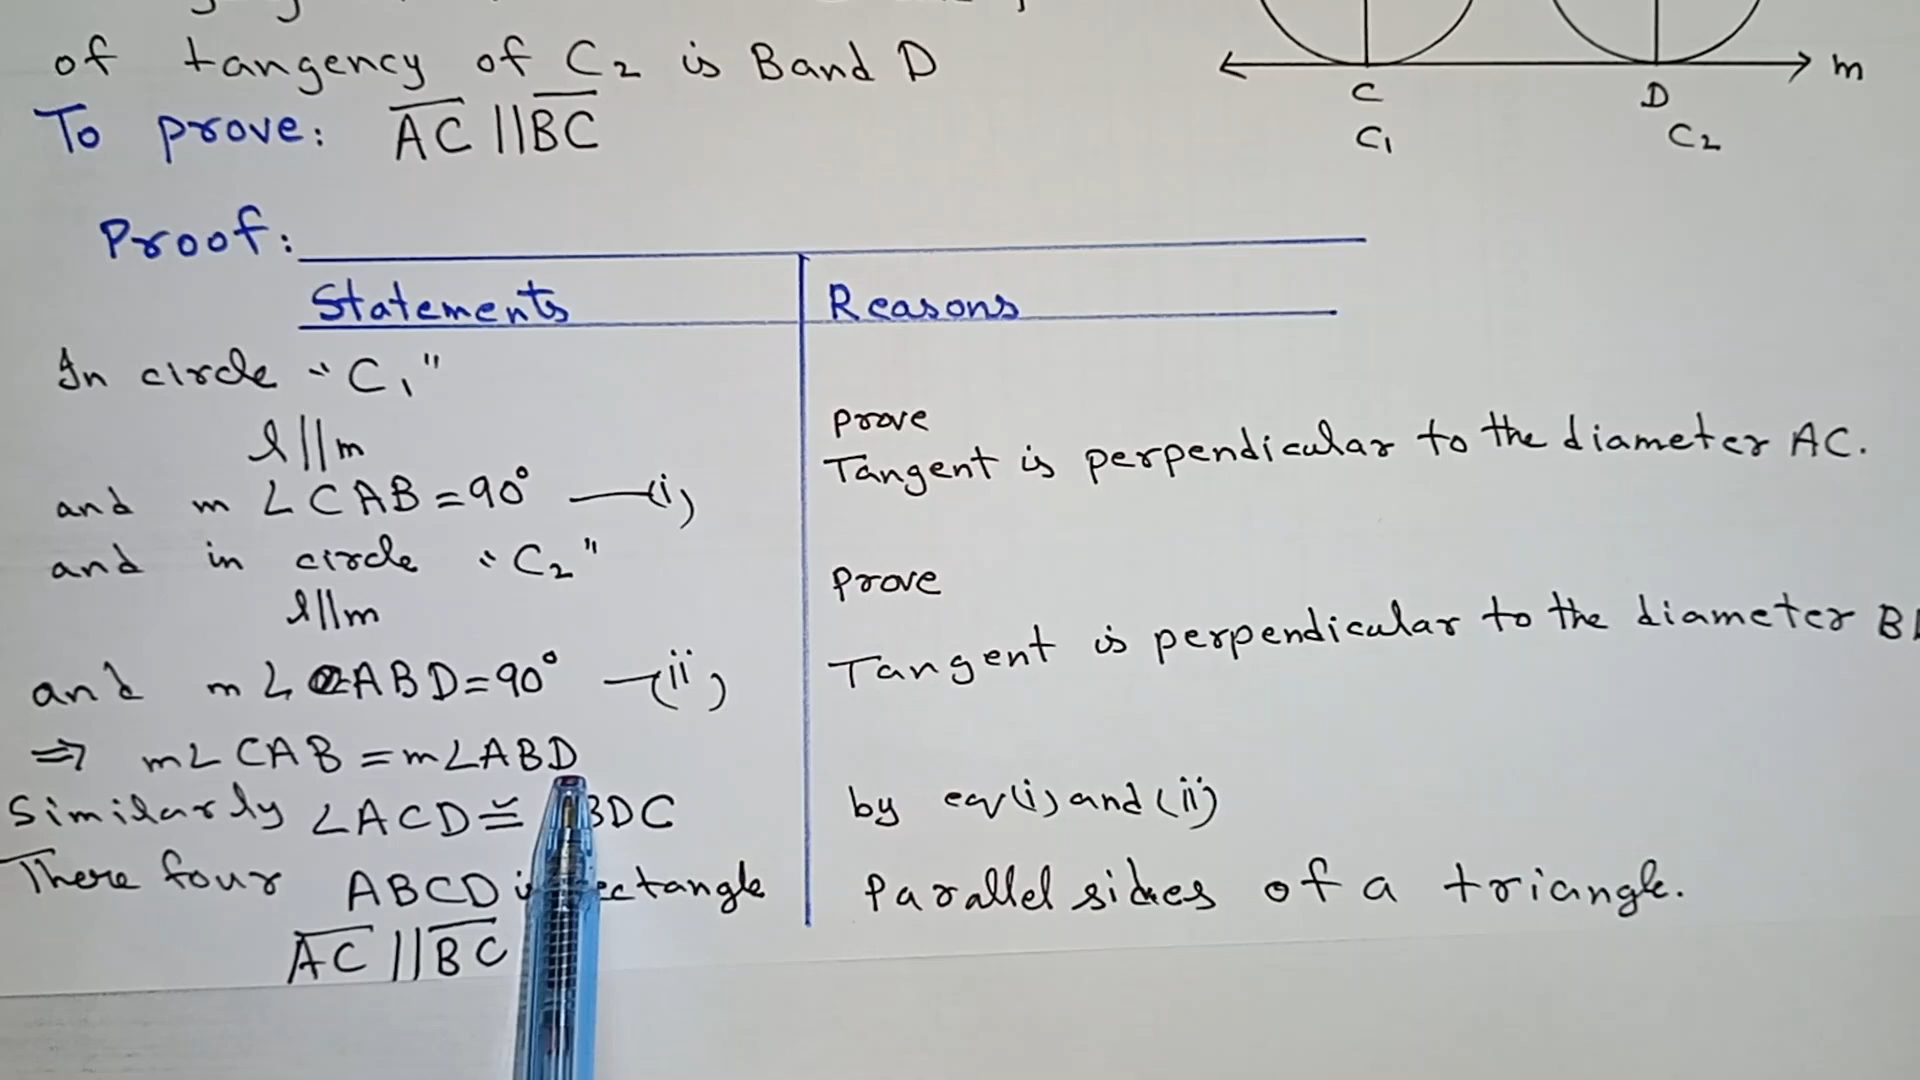 of tangency of C₂ is B and D
m
C
D
C₁
C₂
To prove: AC || BC
Proof:
Statements
Reasons
In circle "C₁"
l || m
prove
Tangent is perpendicular to the diameter AC.
and m∠CAB = 90° —(i)
and in circle "C₂"
prove
l || m
Tangent is perpendicular to the diameter
and m∠ABD = 90° —(ii)
⇒ m∠CAB = m∠ABD
by eq (i) and (ii)
Similarly ∠ACD ≅ BDC
There four ABCD is rectangle
Parallel sides of a triangle.
AC || BC